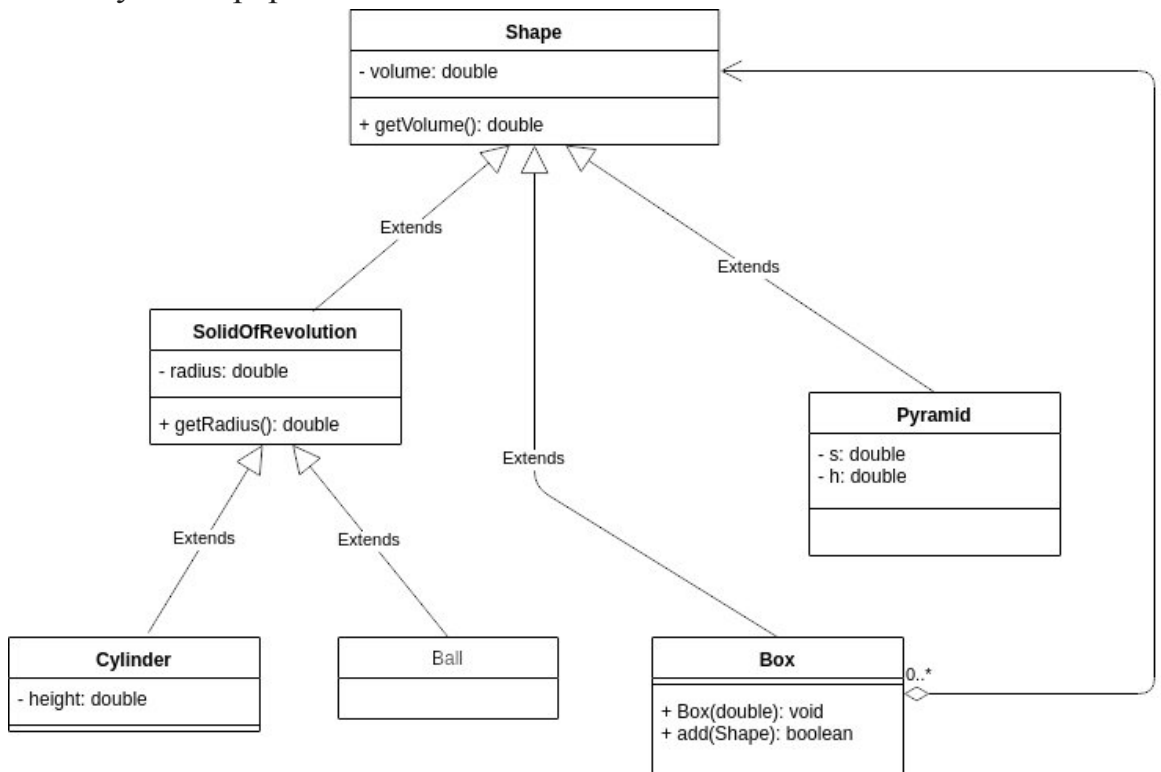 Shape
- volume: double
+ getVolume(): double
Extends
Extends
SolidOfRevolution
- radius: double
+ getRadius(): double
Pyramid
- s: double
- h: double
Extends
Extends
Extends
Cylinder
- height: double
Ball
Box
0..*
+ Box(double): void
+ add(Shape): boolean